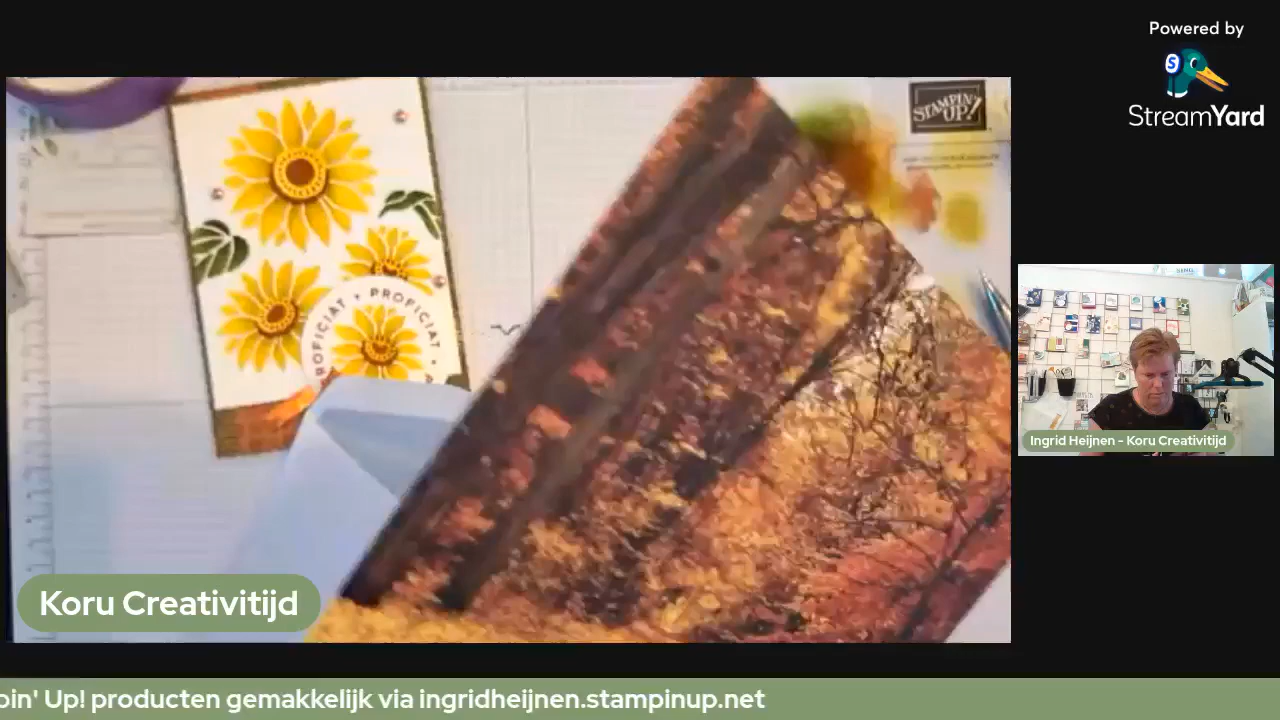 Powered by
StreamYard
STAMPIN' UP!
PROFICIAT • PROFICIAT •
Ingrid Heijnen - Koru Creativitijd
Koru Creativitijd
pin' Up! producten gemakkelijk via ingridheijnen.stampinup.net